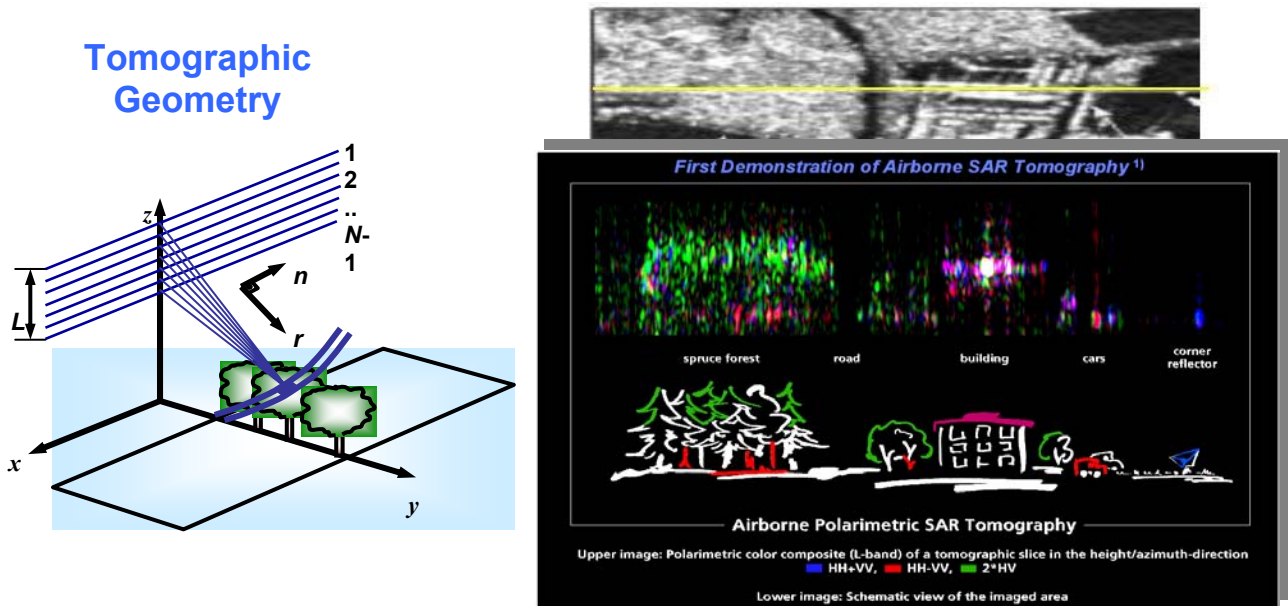 Tomographic
Geometry
1
2
..
N-
1
z
n
L
r
x
y
First Demonstration of Airborne SAR Tomography 1)
spruce forest road building cars corner
reflector
Airborne Polarimetric SAR Tomography
Upper image: Polarimetric color composite (L-band) of a tomographic slice in the height/azimuth-direction
HH+VV, HH-VV, 2*HV
Lower image: Schematic view of the imaged area